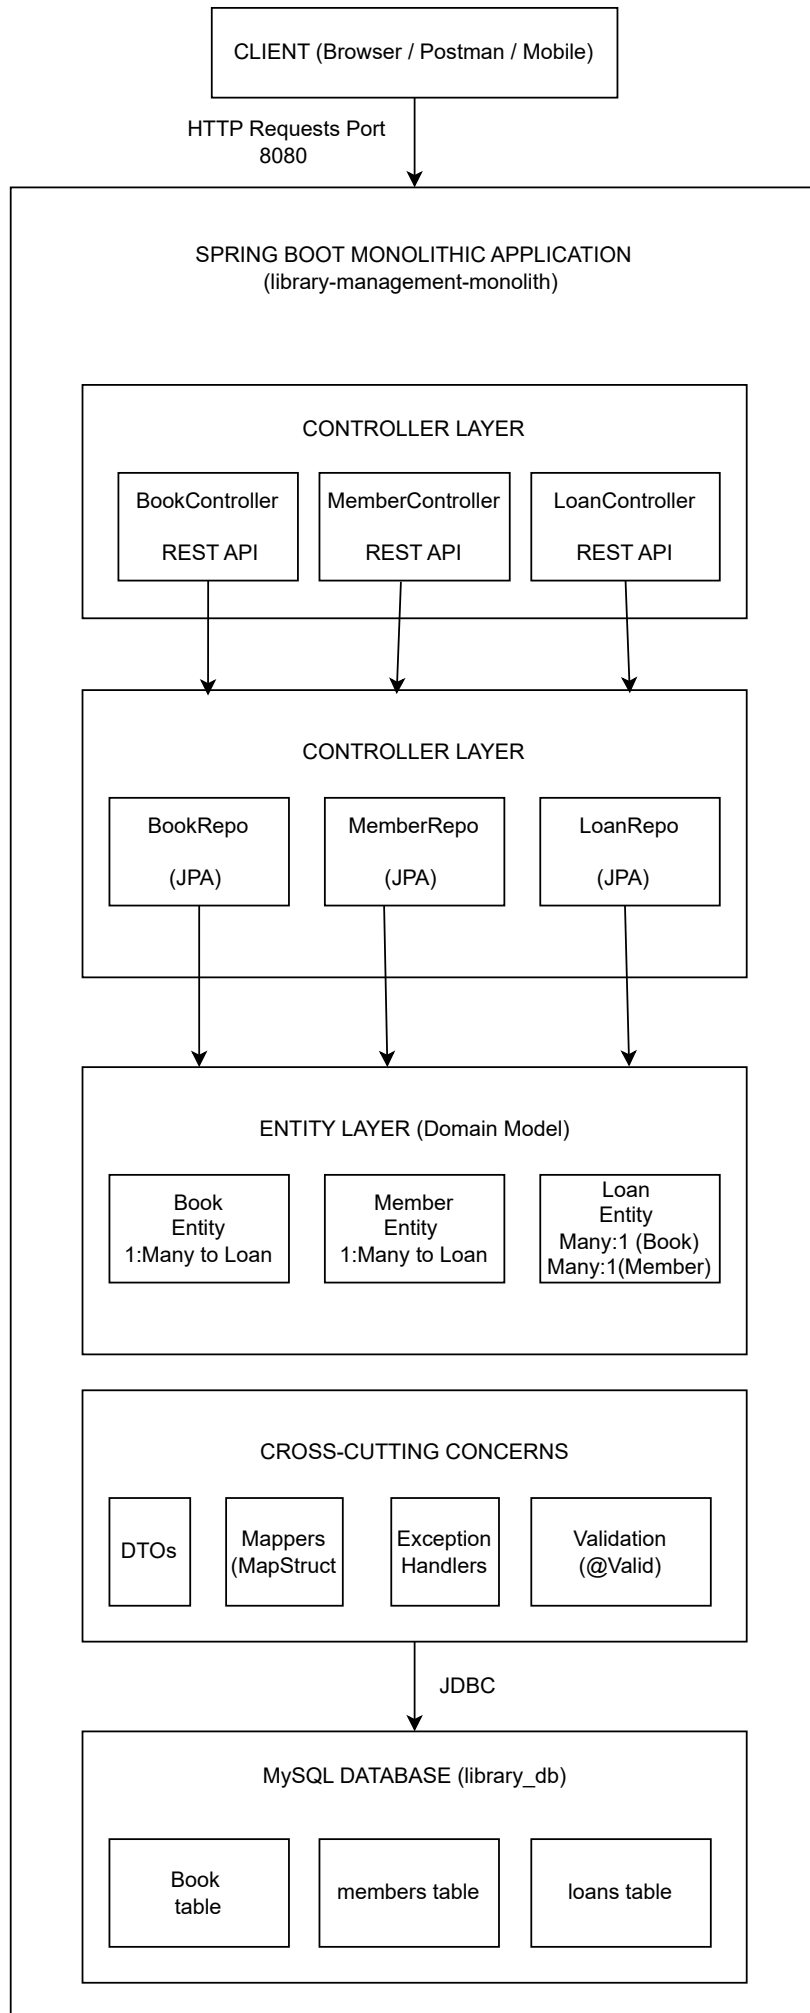 CLIENT (Browser / Postman / Mobile)
HTTP Requests Port
8080
SPRING BOOT MONOLITHIC APPLICATION
(library-management-monolith)
CONTROLLER LAYER
BookController
REST API
MemberController
REST API
LoanController
REST API
CONTROLLER LAYER
BookRepo
(JPA)
MemberRepo
(JPA)
LoanRepo
(JPA)
ENTITY LAYER (Domain Model)
Book
Entity
1:Many to Loan
Member
Entity
1:Many to Loan
Loan
Entity
Many:1 (Book)
Many:1(Member)
CROSS-CUTTING CONCERNS
DTOs
Mappers
(MapStruct
Exception
Handlers
Validation
(@Valid)
JDBC
MySQL DATABASE (library_db)
Book
table
members table
loans table